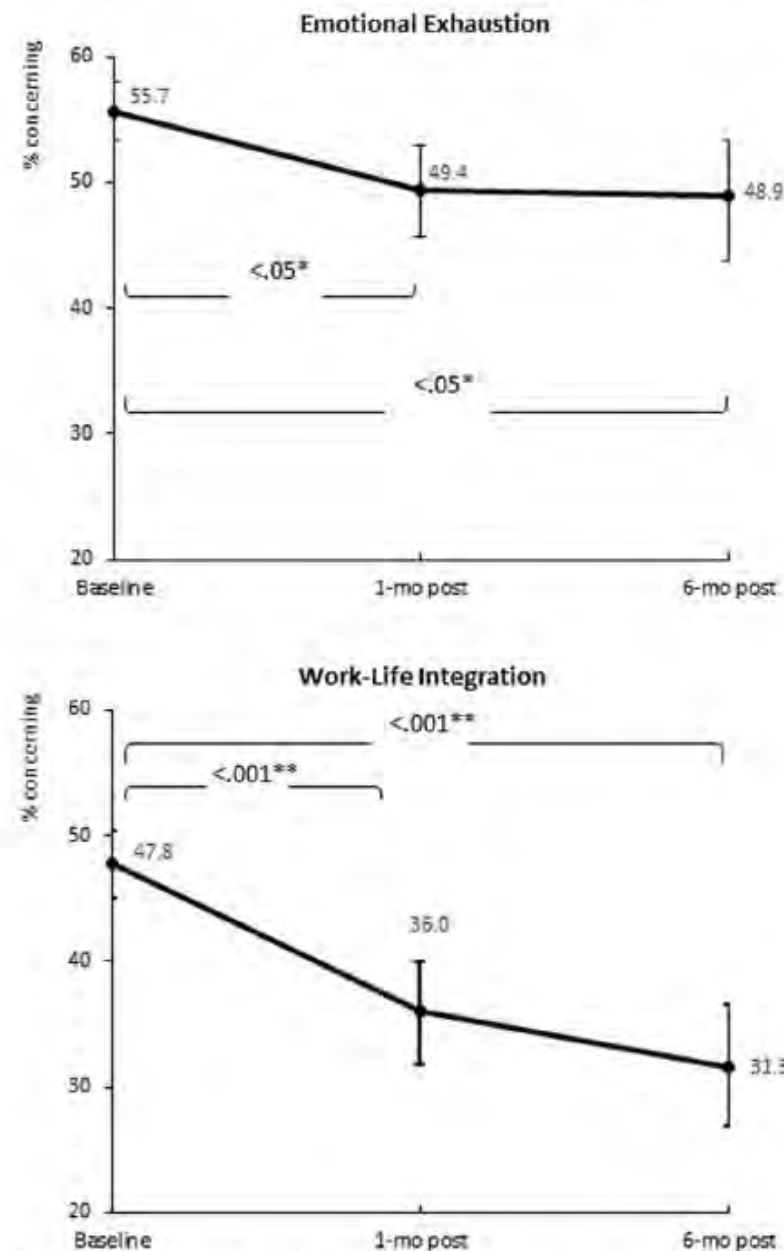 Emotional Exhaustion
% concerning
60
50
40
30
20
55.7
49.4
48.9
<.05*
<.05*
Baseline
1-mo post
6-mo post
Work-Life Integration
% concerning
60
50
40
30
20
<.001**
<.001**
47.8
36.0
31.
Baseline
1-mo post
6-mo post